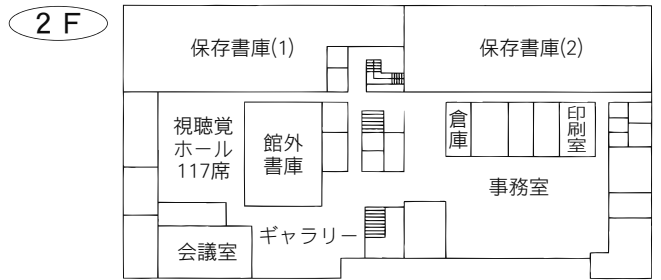 2 F
保存書庫(1)
保存書庫(2)
視聴覚
ホール
117席
館外
書庫
倉庫
印刷室
事務室
ギャラリー
会議室